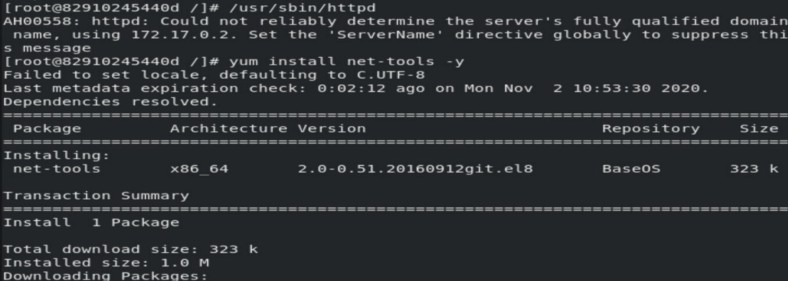 [root@82910245440d /]# /usr/sbin/httpd
AH00558: httpd: Could not reliably determine the server's fully qualified domain
 name, using 172.17.0.2. Set the 'ServerName' directive globally to suppress thi
s message
[root@82910245440d /]# yum install net-tools -y
Failed to set locale, defaulting to C.UTF-8
Last metadata expiration check: 0:02:12 ago on Mon Nov  2 10:53:30 2020.
Dependencies resolved.
================================================================================
 Package          Architecture Version                        Repository    Size
================================================================================
Installing:
 net-tools        x86_64       2.0-0.51.20160912git.el8       BaseOS       323 k

Transaction Summary
================================================================================
Install  1 Package

Total download size: 323 k
Installed size: 1.0 M
Downloading Packages: